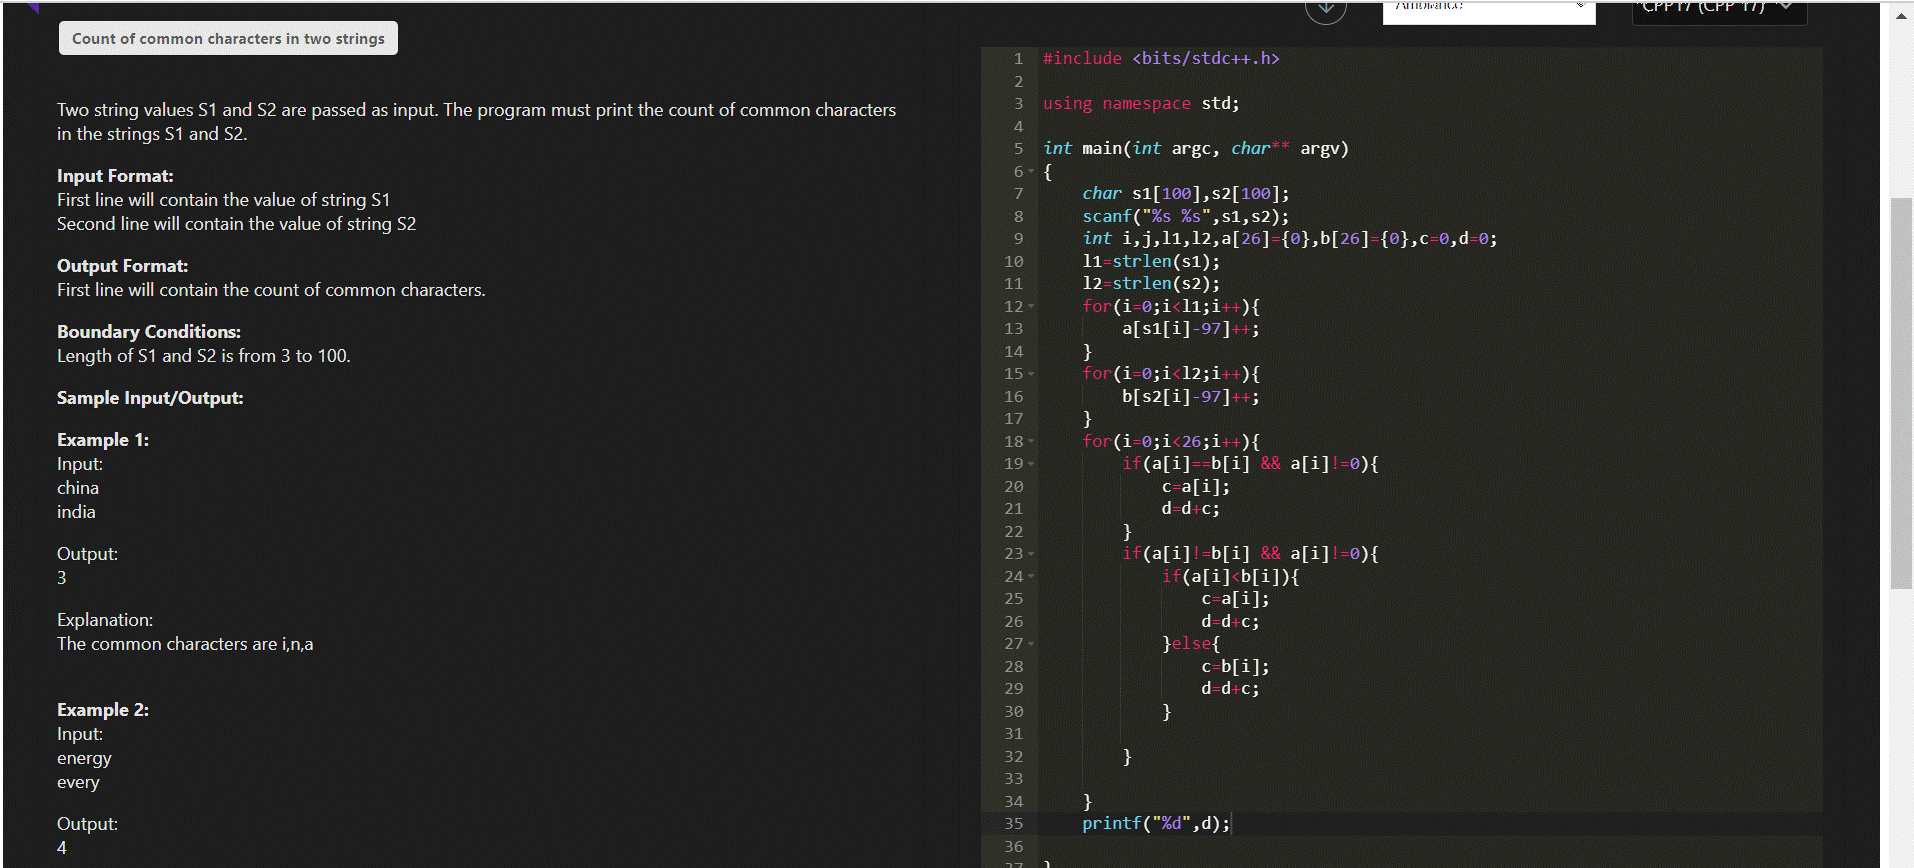 Count of common characters in two strings
Two string values S1 and S2 are passed as input. The program must print the count of common characters
in the strings S1 and S2.
Input Format:
First line will contain the value of string S1
Second line will contain the value of string S2
Output Format:
First line will contain the count of common characters.
Boundary Conditions:
Length of S1 and S2 is from 3 to 100.
Sample Input/Output:
Example 1:
Input:
china
india
Output:
3
Explanation:
The common characters are i,n,a
Example 2:
Input:
energy
every
Output:
4
Ambiance
"CPP17 (CPP 17)"
1 #include <bits/stdc++.h>
2
3 using namespace std;
4
5 int main(int argc, char** argv)
6 {
7     char s1[100],s2[100];
8     scanf("%s %s",s1,s2);
9     int i,j,l1,l2,a[26]={0},b[26]={0},c=0,d=0;
10     l1=strlen(s1);
11     l2=strlen(s2);
12     for(i=0;i<l1;i++){
13         a[s1[i]-97]++;
14     }
15     for(i=0;i<l2;i++){
16         b[s2[i]-97]++;
17     }
18     for(i=0;i<26;i++){
19         if(a[i]==b[i] && a[i]!=0){
20             c=a[i];
21             d=d+c;
22         }
23         if(a[i]!=b[i] && a[i]!=0){
24             if(a[i]<b[i]){
25                 c=a[i];
26                 d=d+c;
27             }else{
28                 c=b[i];
29                 d=d+c;
30             }
31
32         }
33
34     }
35     printf("%d",d);
36
37 }